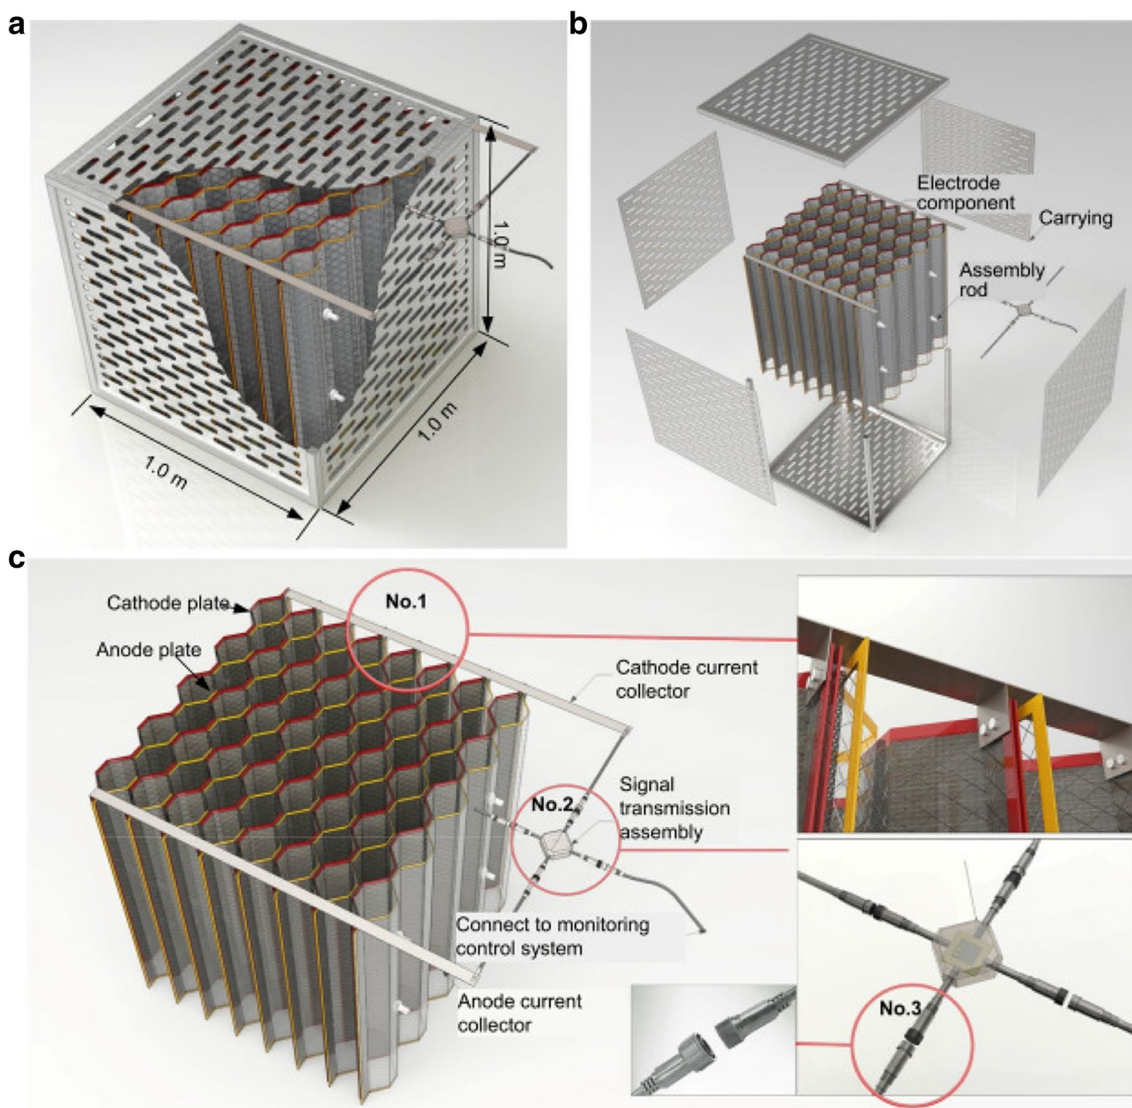 a
1.0 m
1.0 m
1.0 m
b
Electrode
component
Carrying
Assembly
rod
c
Cathode plate
Anode plate
No.1
Cathode current
collector
No.2
Signal
transmission
assembly
Connect to monitoring
control system
Anode current
collector
No.3